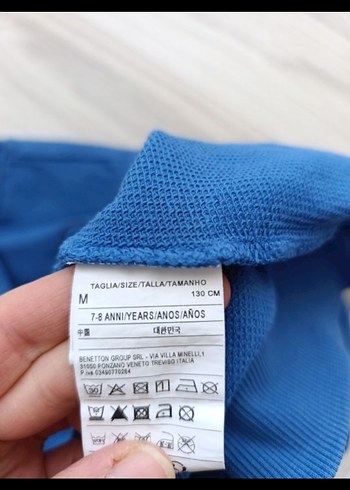 TAGLIA/SIZE/TALLA/TAMANHO
M 130 CM
7-8 ANNI/YEARS/ANOS/AÑOS
中國 대한민국
BENETTON GROUP SRL - VIA VILLA MINELLI,1
31050 PONZANO VENETO TREVISO ITALIA
P.iva 03490770264